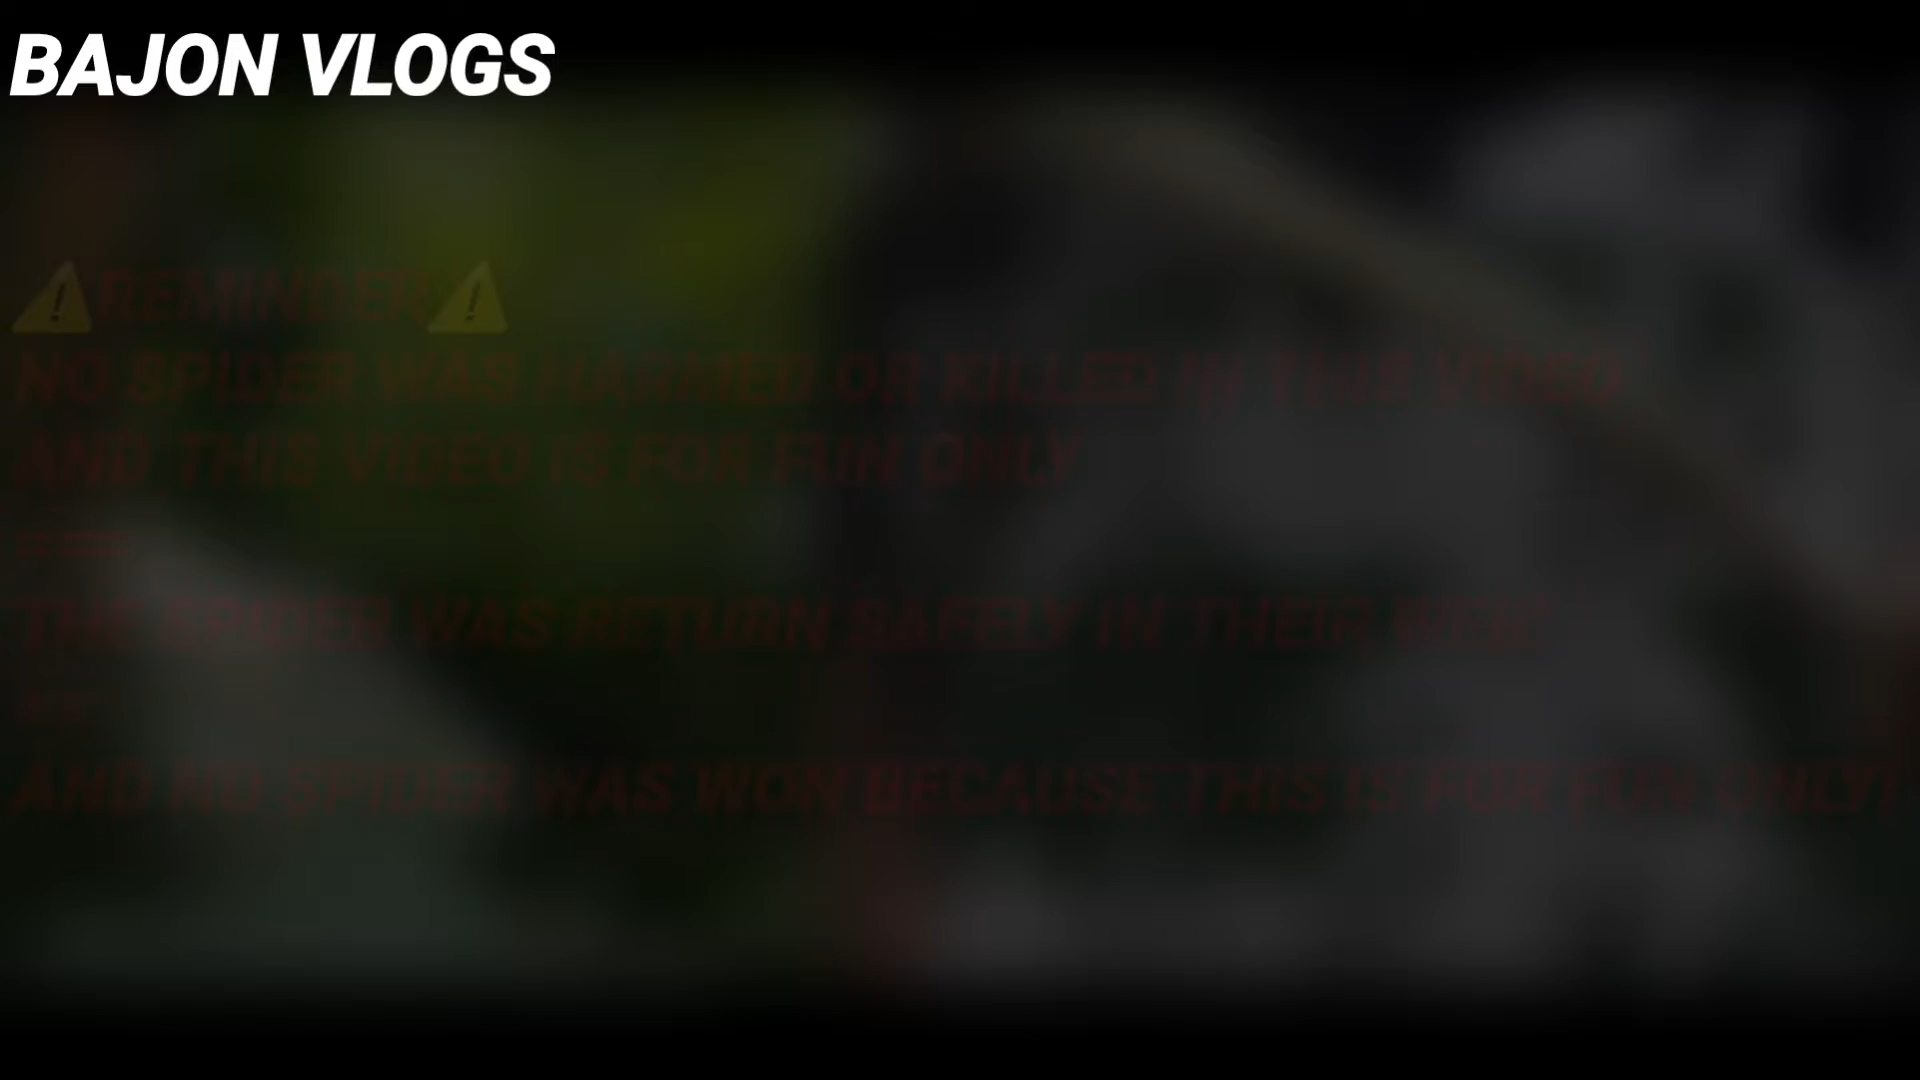 BAJON VLOGS
⚠REMINDER⚠
NO SPIDER WAS HARMED OR KILLED IN THIS VIDEO
AND THIS VIDEO IS FOR FUN ONLY
THE SPIDER WAS RETURN SAFELY IN THEIR WEB
AND NO SPIDER WAS WON BECAUSE THIS IS FOR FUN ONLY!